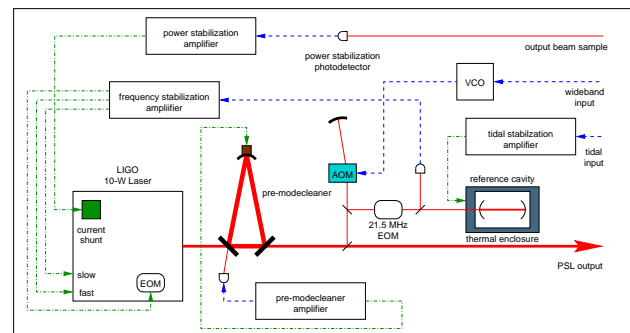 power stabilization
amplifier
power stabilization
photodetector
output beam sample
VCO
wideband
input
frequency stabilization
ampliifier
tidal stabilzation
amplifier
tidal input
LIGO
10-W Laser
pre-modecleaner
AOM
reference cavity
current
shunt
21.5 MHz
EOM
thermal enclosure
slow
fast
EOM
PSL output
pre-modecleaner
amplifier